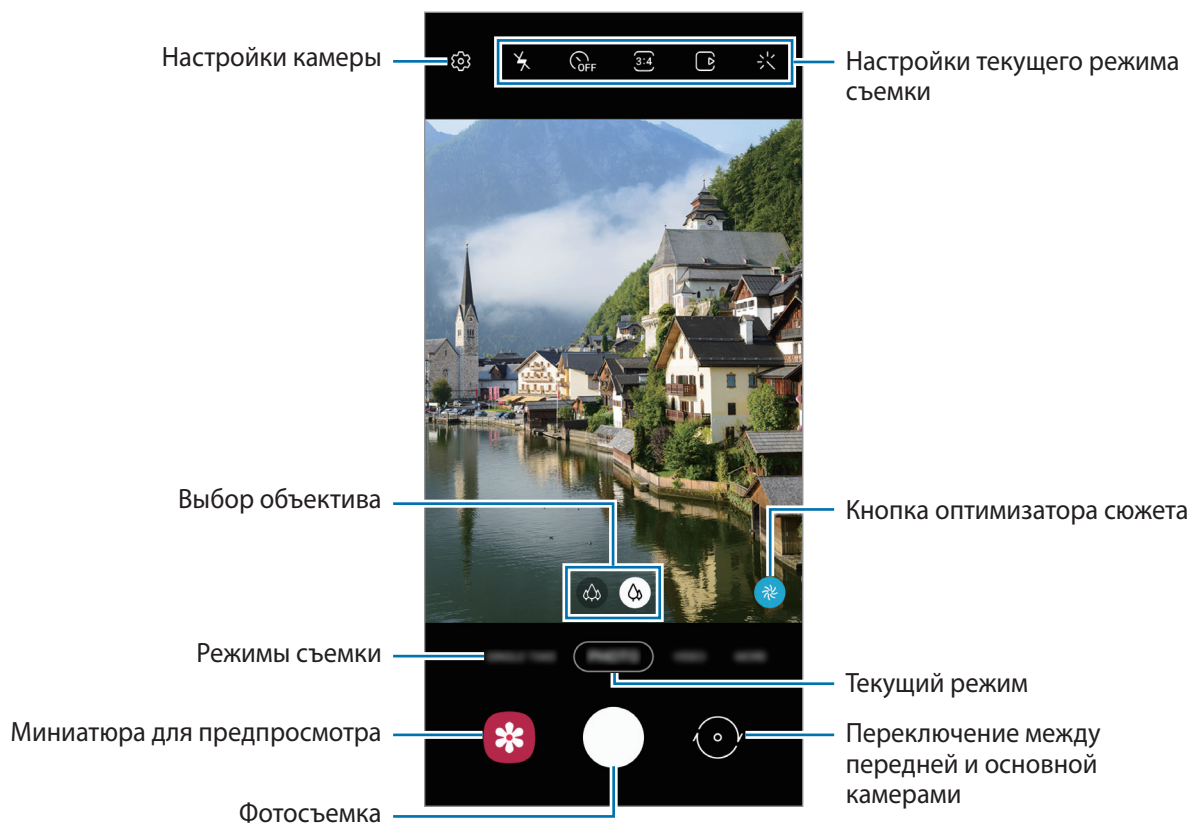 Настройки камеры
OFF
3:4
Настройки текущего режима
съемки
Выбор объектива
Кнопка оптимизатора сюжета
Режимы съемки
Текущий режим
Миниатюра для предпросмотра
Переключение между
передней и основной
камерами
Фотосъемка